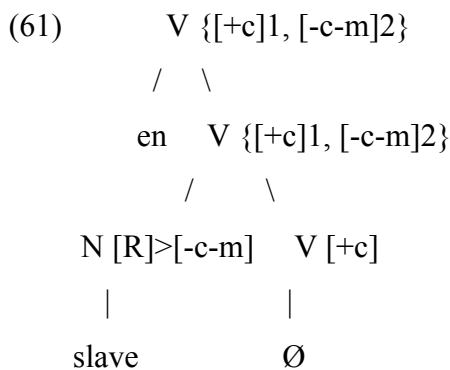 (61) V {[+c]1, [-c-m]2}
/ \
en V {[+c]1, [-c-m]2}
/ \
N [R]>[-c-m] V [+c]
| |
slave Ø